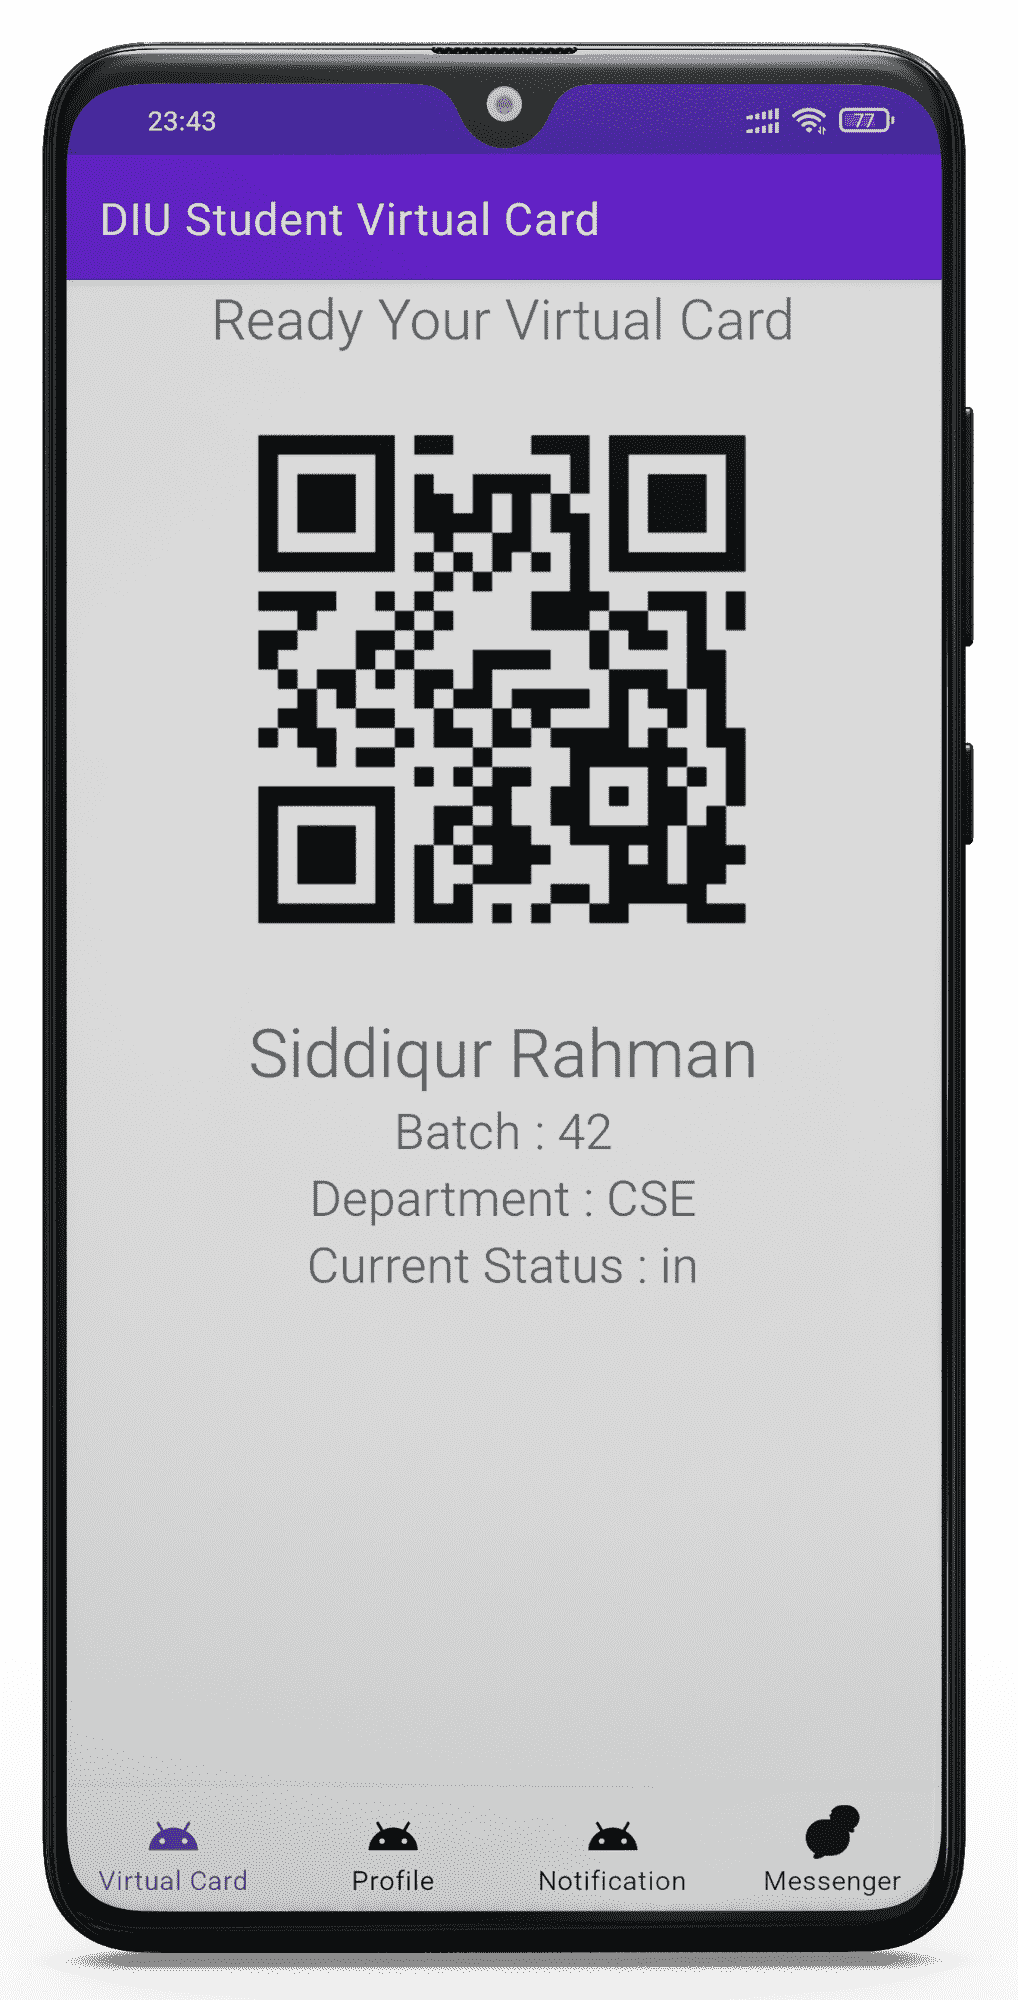 23:43
77
DIU Student Virtual Card
Ready Your Virtual Card
Siddiqur Rahman
Batch : 42
Department : CSE
Current Status : in
Virtual Card
Profile
Notification
Messenger